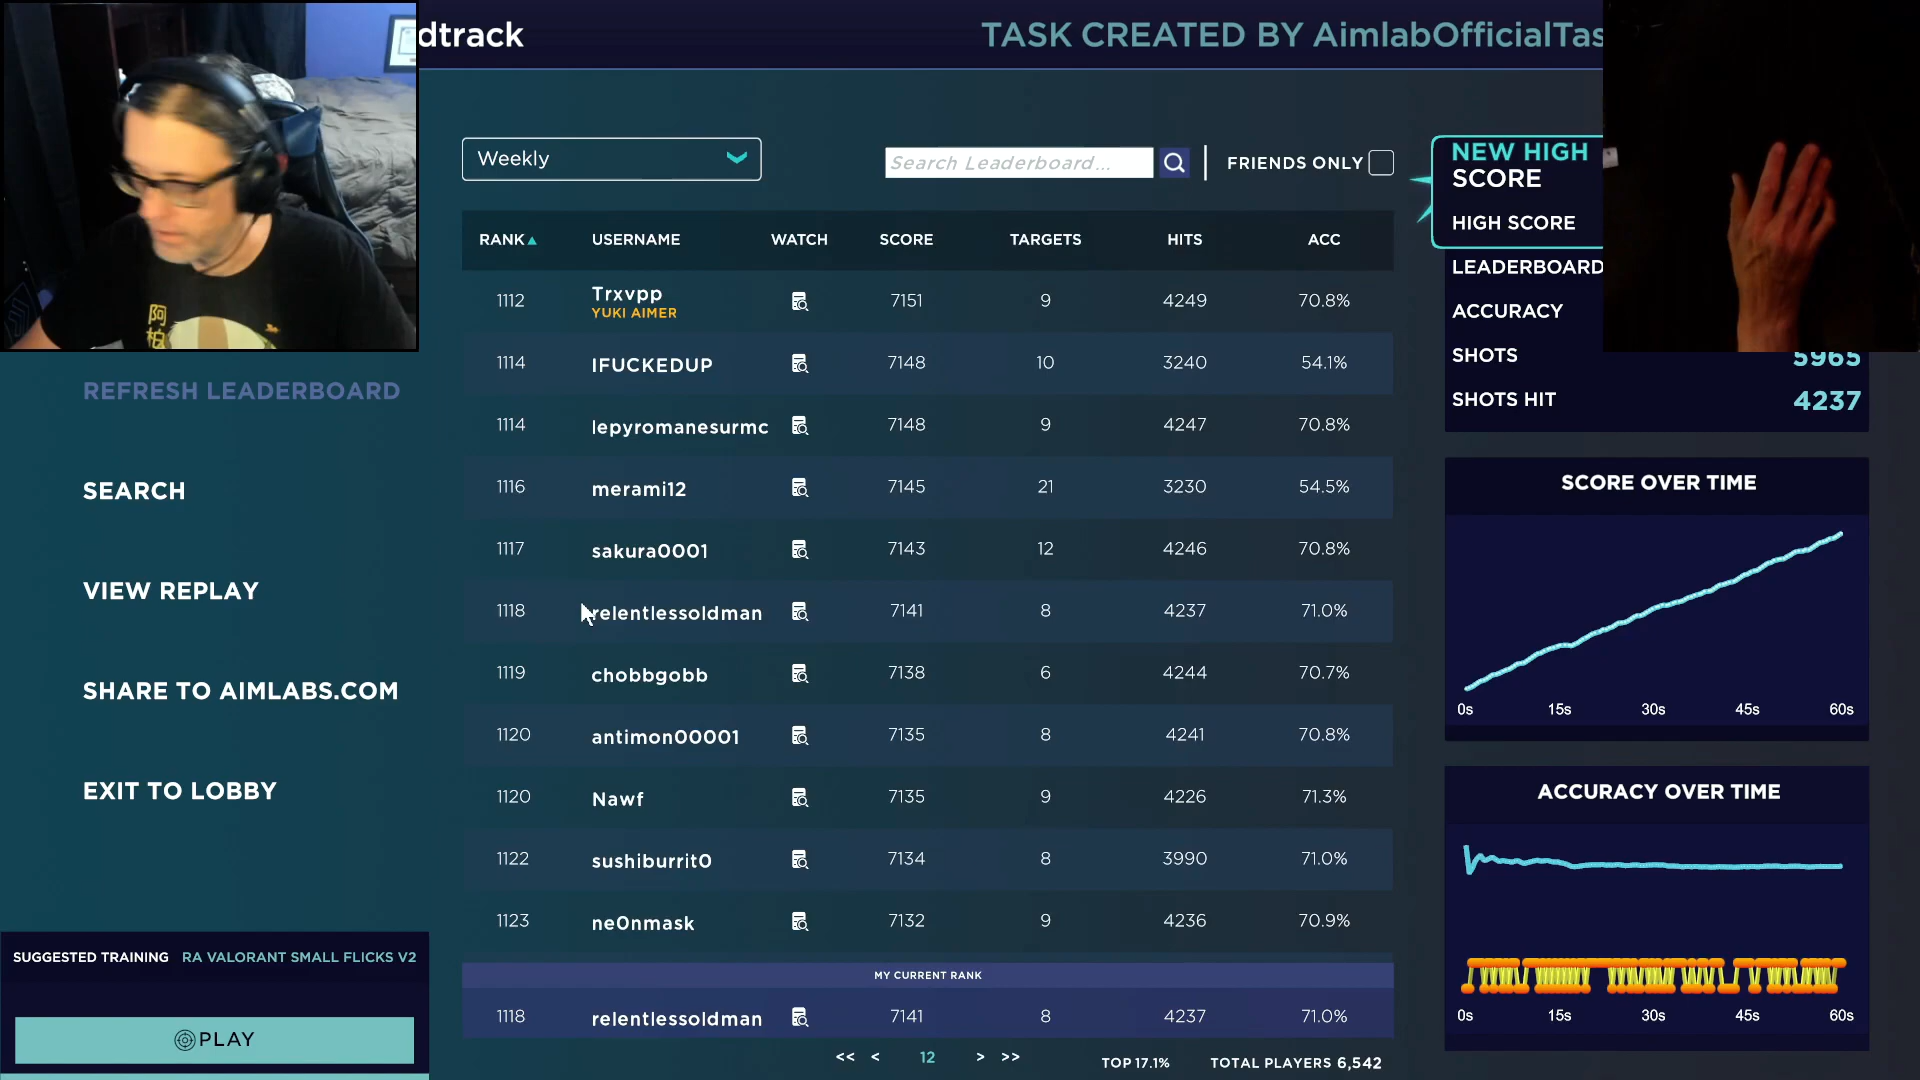 dtrack
TASK CREATED BY AimlabOfficialTas
Weekly
Search Leaderboard...
FRIENDS ONLY
RANK USERNAME WATCH SCORE TARGETS HITS ACC
1112 Trxvpp 7151 9 4249 70.8%
YUKI AIMER
1114 IFUCKEDUP 7148 10 3240 54.1%
1114 lepyromanesurmc 7148 9 4247 70.8%
1116 merami12 7145 21 3230 54.5%
1117 sakura0001 7143 12 4246 70.8%
1118 relentlessoldman 7141 8 4237 71.0%
1119 chobbgobb 7138 6 4244 70.7%
1120 antimon00001 7135 8 4241 70.8%
1120 Nawf 7135 9 4226 71.3%
1122 sushiburrit0 7134 8 3990 71.0%
1123 ne0nmask 7132 9 4236 70.9%
MY CURRENT RANK
1118 relentlessoldman 7141 8 4237 71.0%
<< < 12 > >>
TOP 17.1%
TOTAL PLAYERS 6,542
REFRESH LEADERBOARD
SEARCH
VIEW REPLAY
SHARE TO AIMLABS.COM
EXIT TO LOBBY
SUGGESTED TRAINING RA VALORANT SMALL FLICKS V2
PLAY
NEW HIGH
SCORE
HIGH SCORE
LEADERBOARD
ACCURACY
SHOTS 5965
SHOTS HIT 4237
SCORE OVER TIME
0s 15s 30s 45s 60s
ACCURACY OVER TIME
0s 15s 30s 45s 60s